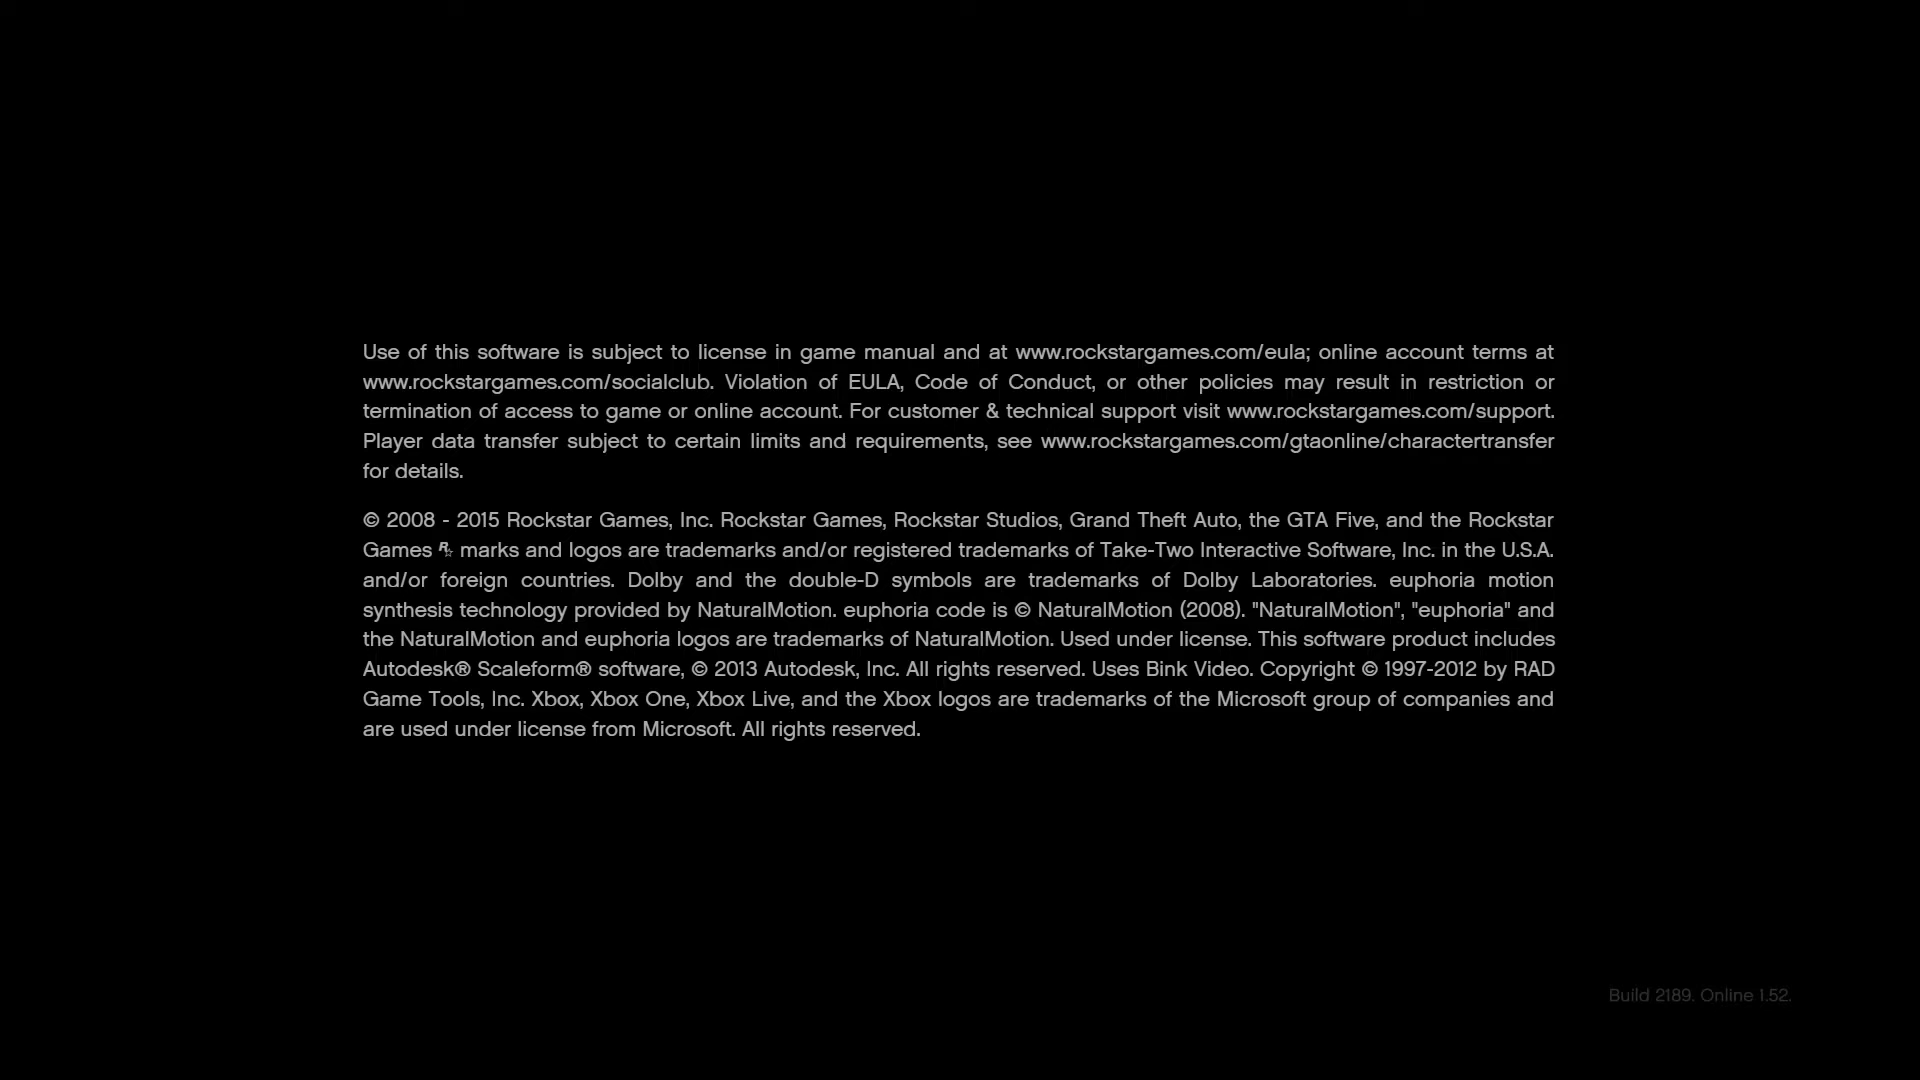 Use of this software is subject to license in game manual and at www.rockstargames.com/eula; online account terms at
www.rockstargames.com/socialclub. Violation of EULA, Code of Conduct, or other policies may result in restriction or
termination of access to game or online account. For customer & technical support visit www.rockstargames.com/support.
Player data transfer subject to certain limits and requirements, see www.rockstargames.com/gtaonline/charactertransfer
for details.
© 2008 - 2015 Rockstar Games, Inc. Rockstar Games, Rockstar Studios, Grand Theft Auto, the GTA Five, and the Rockstar
Games R* marks and logos are trademarks and/or registered trademarks of Take-Two Interactive Software, Inc. in the U.S.A.
and/or foreign countries. Dolby and the double-D symbols are trademarks of Dolby Laboratories. euphoria motion
synthesis technology provided by NaturalMotion. euphoria code is © NaturalMotion (2008). "NaturalMotion", "euphoria" and
the NaturalMotion and euphoria logos are trademarks of NaturalMotion. Used under license. This software product includes
Autodesk® Scaleform® software, © 2013 Autodesk, Inc. All rights reserved. Uses Bink Video. Copyright © 1997-2012 by RAD
Game Tools, Inc. Xbox, Xbox One, Xbox Live, and the Xbox logos are trademarks of the Microsoft group of companies and
are used under license from Microsoft. All rights reserved.
Build 2189. Online 1.52.